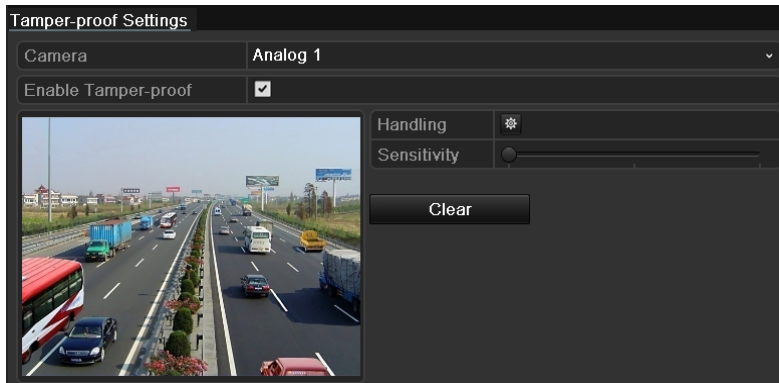 Tamper-proof Settings
Camera Analog 1
Enable Tamper-proof
Handling
Sensitivity
Clear